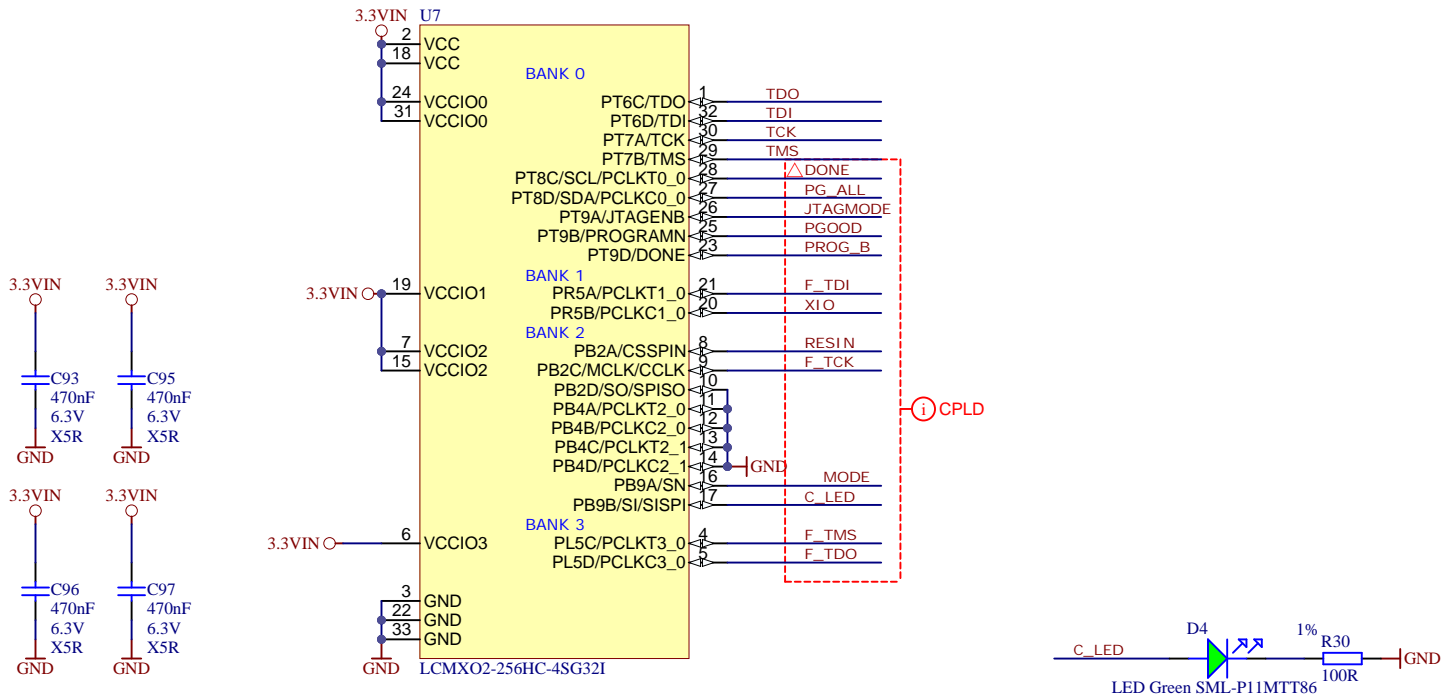 3.3VIN
U7
2 VCC
18 VCC
24 VCCIO0
31 VCCIO0
BANK 0
PT6C/TDO 1 TDO
PT6D/TDI 32 TDI
PT7A/TCK 30 TCK
PT7B/TMS 29 TMS
PT8C/SCL/PCLKT0_0 28 DONE
PT8D/SDA/PCLKC0_0 27 PG_ALL
PT9A/JTAGENB 26 JTAGMODE
PT9B/PROGRAMN 25 PGOOD
PT9D/DONE 23 PROG_B
BANK 1
3.3VIN 19 VCCIO1
PR5A/PCLKT1_0 21 F_TDI
PR5B/PCLKC1_0 20 XIO
BANK 2
7 VCCIO2
15 VCCIO2
PB2A/CSSPIN 8 RESIN
PB2C/MCLK/CCLK 9 F_TCK
PB2D/SO/SPISO 10
PB4A/PCLKT2_0 11
PB4B/PCLKC2_0 12
PB4C/PCLKT2_1 13
PB4D/PCLKC2_1 14 GND
PB9A/SN 16 MODE
PB9B/SI/SISPI 17 C_LED
BANK 3
3.3VIN 6 VCCIO3
PL5C/PCLKT3_0 4 F_TMS
PL5D/PCLKC3_0 5 F_TDO
3 GND
22 GND
33 GND
GND
LCMXO2-256HC-4SG32I
i CPLD
3.3VIN
C93
470nF
6.3V
X5R
GND
3.3VIN
C95
470nF
6.3V
X5R
GND
3.3VIN
C96
470nF
6.3V
X5R
GND
3.3VIN
C97
470nF
6.3V
X5R
GND
C_LED
D4
LED Green SML-P11MTT86
1%
R30
100R
GND